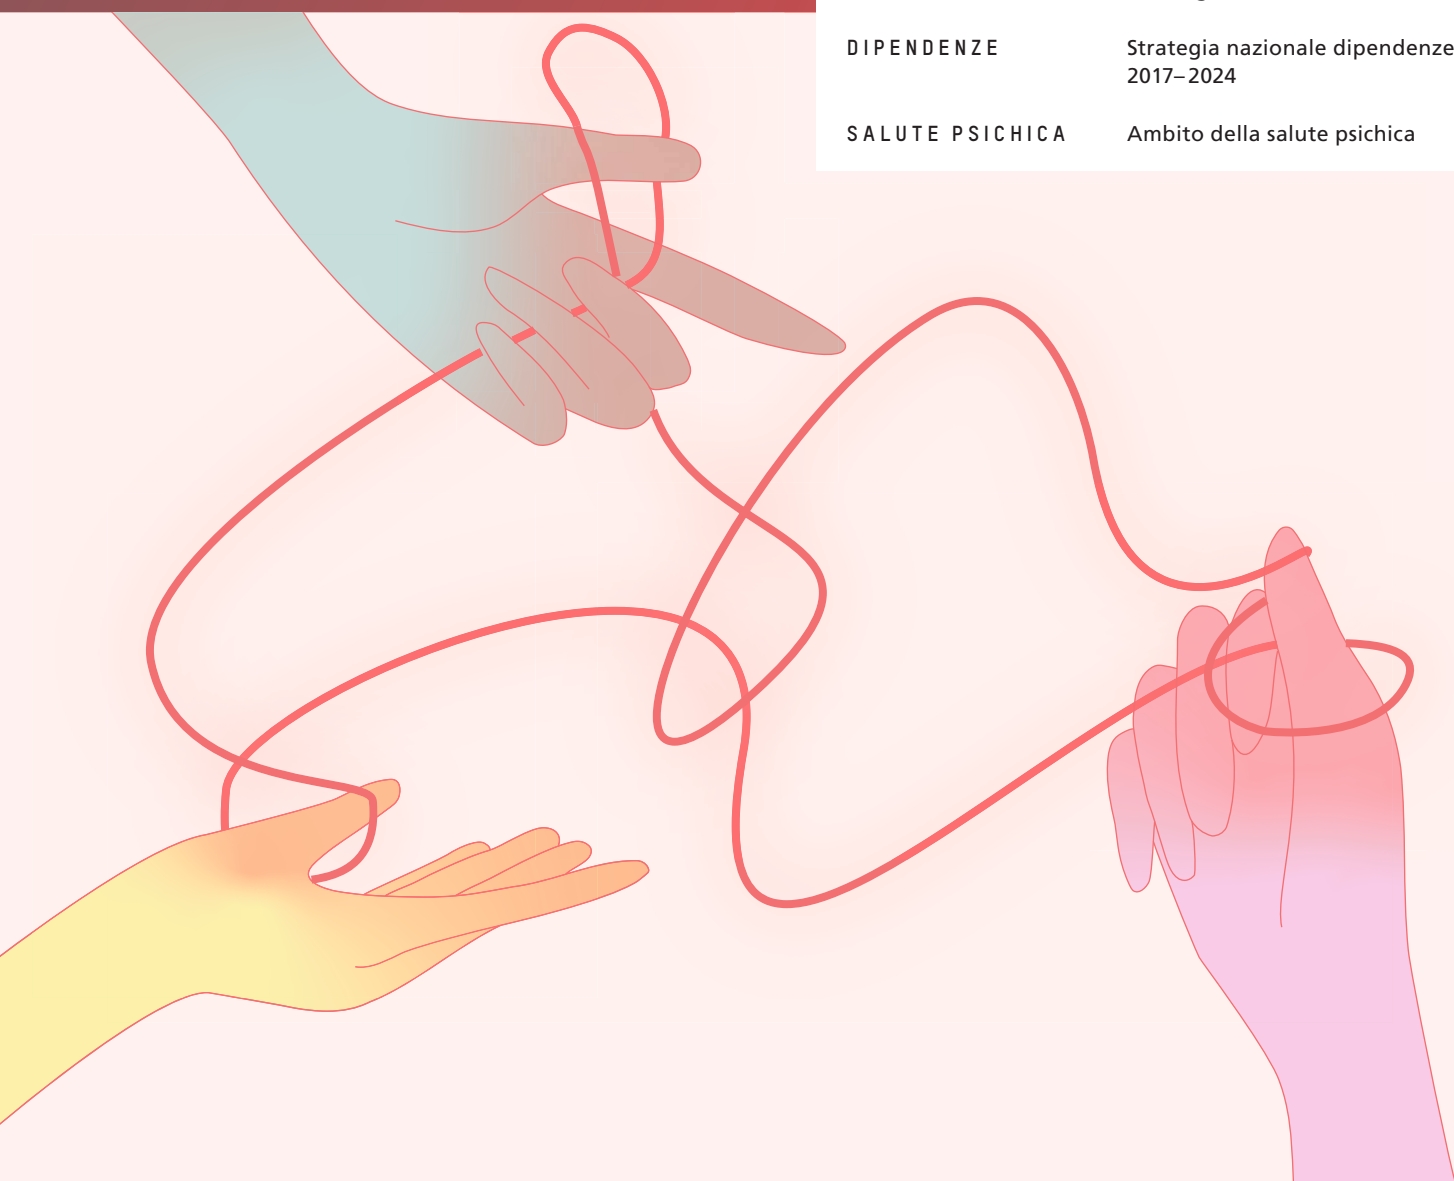 DIPENDENZE Strategia nazionale dipendenze
2017–2024
SALUTE PSICHICA Ambito della salute psichica